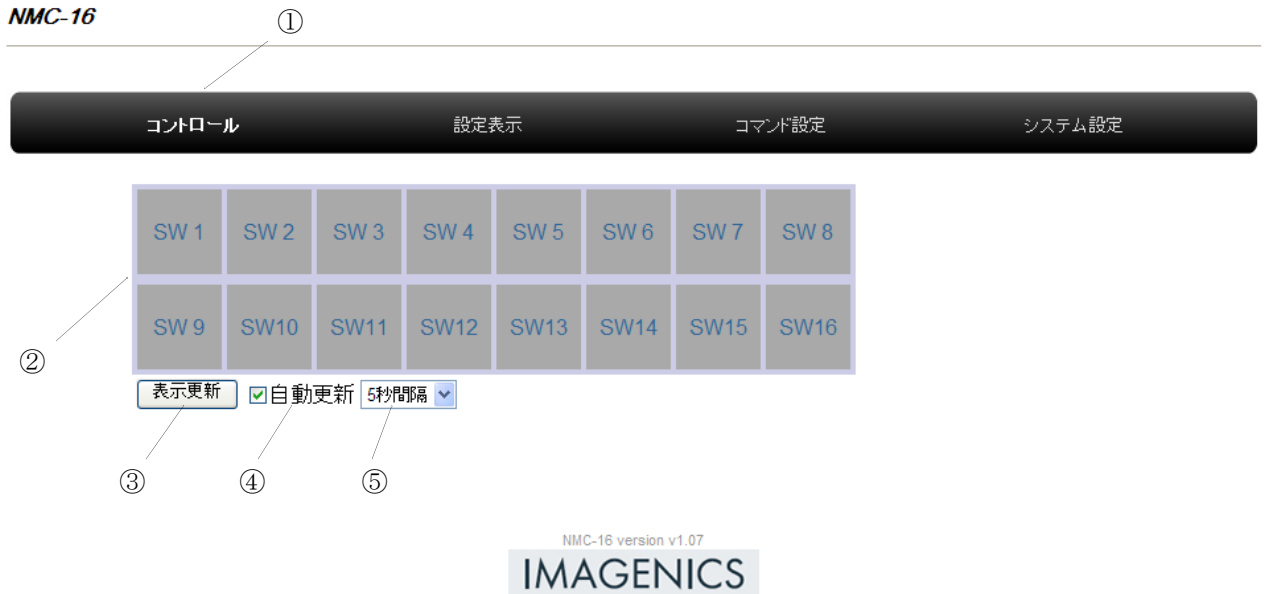 NMC-16
①
コントロール 設定表示 コマンド設定 システム設定
SW 1 SW 2 SW 3 SW 4 SW 5 SW 6 SW 7 SW 8
SW 9 SW10 SW11 SW12 SW13 SW14 SW15 SW16
②
表示更新 自動更新 5秒間隔
③ ④ ⑤
NMC-16 version v1.07
IMAGENICS